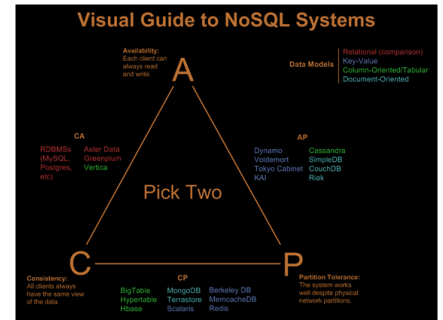 Visual Guide to NoSQL Systems
Availability:
Each client can
always read
and write.
A
Data Models
Relational (comparison)
Key-Value
Column-Oriented/Tabular
Document-Oriented
CA
RDBMSs
(MySQL,
Postgres,
etc)
Aster Data
Greenplum
Vertica
AP
Dynamo
Voldemort
Tokyo Cabinet
KAI
Cassandra
SimpleDB
CouchDB
Riak
Pick Two
C
P
Consistency:
All clients always
have the same view
of the data.
CP
BigTable
Hypertable
Hbase
MongoDB
Terrastore
Scalaris
Berkeley DB
MemcacheDB
Redis
Partition Tolerance:
The system works
well despite physical
network partitions.